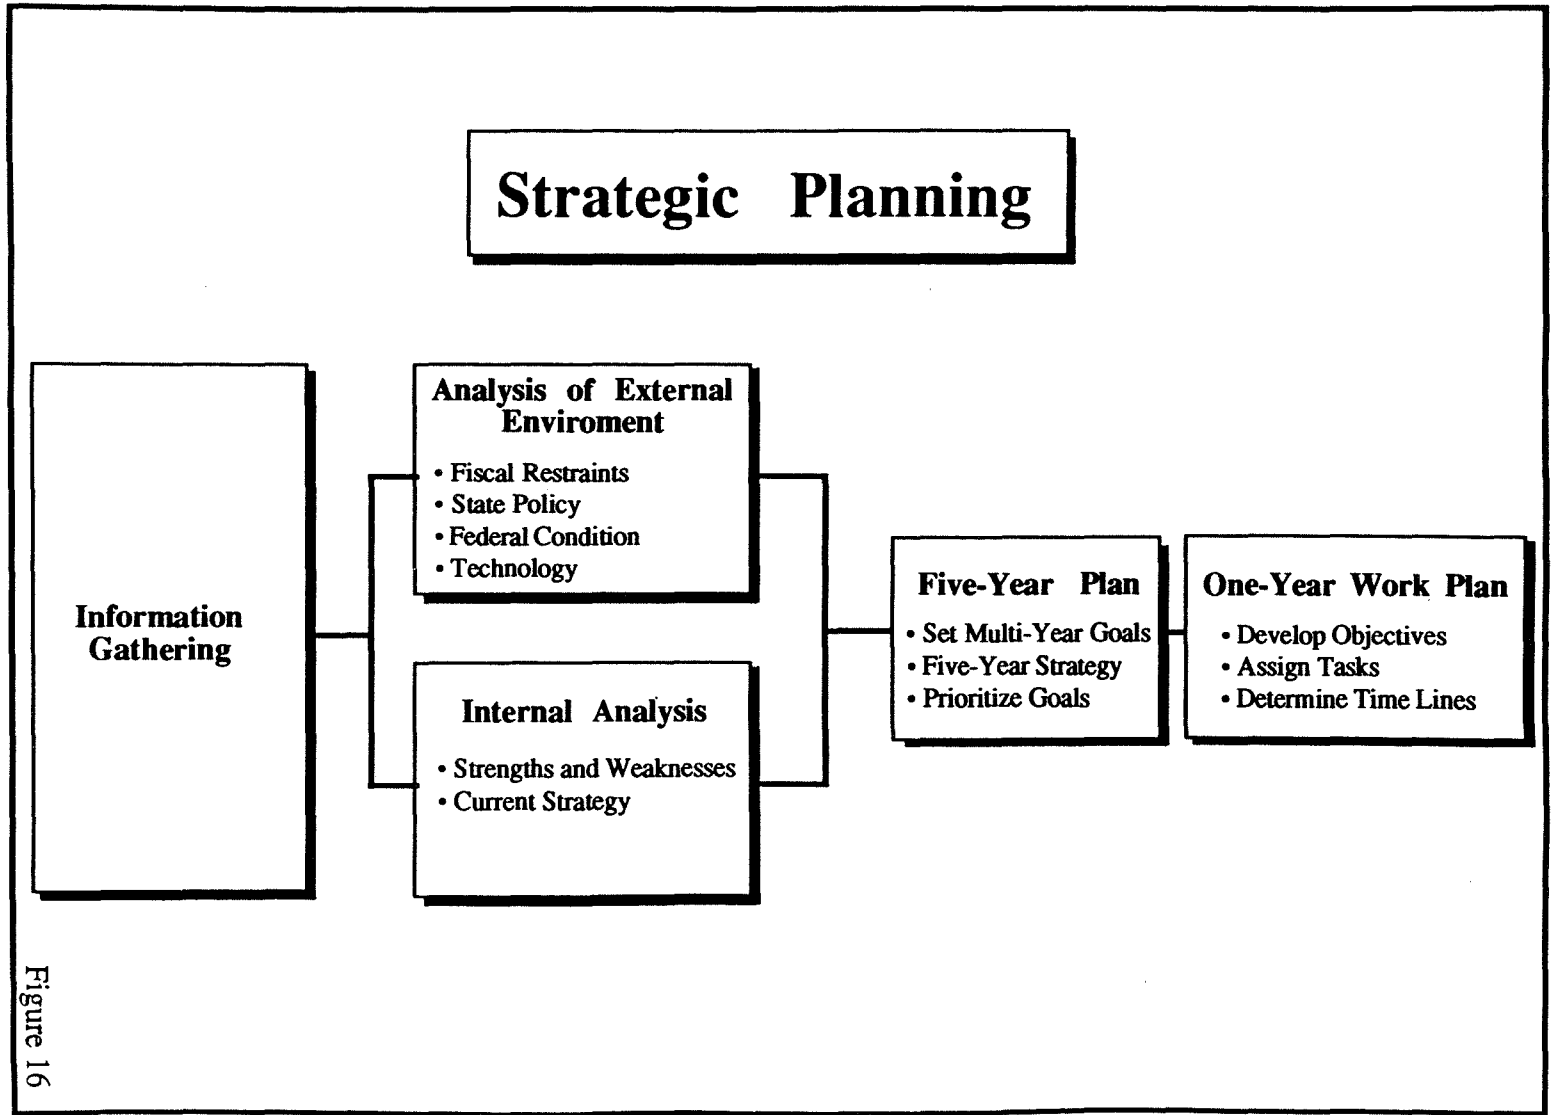 Strategic Planning
Information
Gathering
Analysis of External
Enviroment
• Fiscal Restraints
• State Policy
• Federal Condition
• Technology
Internal Analysis
• Strengths and Weaknesses
• Current Strategy
Five-Year Plan
• Set Multi-Year Goals
• Five-Year Strategy
• Prioritize Goals
One-Year Work Plan
• Develop Objectives
• Assign Tasks
• Determine Time Lines
Figure 16